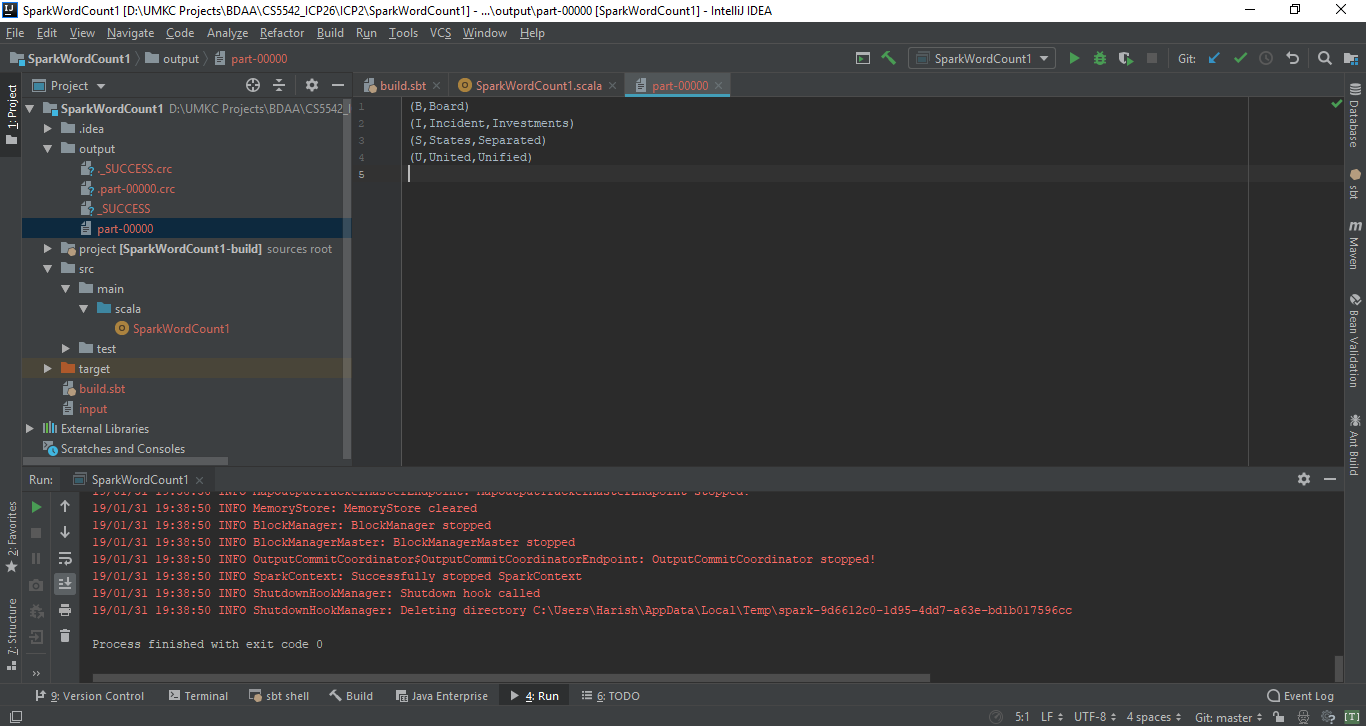 SparkWordCount1 [D:\UMKC Projects\BDAA\CS5542_ICP26\ICP2\SparkWordCount1] - ...\output\part-00000 [SparkWordCount1] - IntelliJ IDEA
File Edit View Navigate Code Analyze Refactor Build Run Tools VCS Window Help
SparkWordCount1 output part-00000 SparkWordCount1 Git:
Project build.sbt SparkWordCount1.scala part-00000
1: Project
SparkWordCount1 D:\UMKC Projects\BDAA\CS5542_I
.idea
output
._SUCCESS.crc
.part-00000.crc
_SUCCESS
part-00000
project [SparkWordCount1-build] sources root
src
main
scala
SparkWordCount1
test
target
build.sbt
input
External Libraries
Scratches and Consoles
1 (B,Board)
2 (I,Incident,Investments)
3 (S,States,Separated)
4 (U,United,Unified)
5
Database
sbt
Maven
Bean Validation
Ant Build
Run: SparkWordCount1
19/01/31 19:38:50 INFO MapOutputTrackerMasterEndpoint: MapOutputTrackerMasterEndpoint stopped!
19/01/31 19:38:50 INFO MemoryStore: MemoryStore cleared
19/01/31 19:38:50 INFO BlockManager: BlockManager stopped
19/01/31 19:38:50 INFO BlockManagerMaster: BlockManagerMaster stopped
19/01/31 19:38:50 INFO OutputCommitCoordinator$OutputCommitCoordinatorEndpoint: OutputCommitCoordinator stopped!
19/01/31 19:38:50 INFO SparkContext: Successfully stopped SparkContext
19/01/31 19:38:50 INFO ShutdownHookManager: Shutdown hook called
19/01/31 19:38:50 INFO ShutdownHookManager: Deleting directory C:\Users\Harish\AppData\Local\Temp\spark-9d6612c0-1d95-4dd7-a63e-bd1b017596cc
Process finished with exit code 0
2: Favorites
7: Structure
9: Version Control Terminal sbt shell Build Java Enterprise 4: Run 6: TODO Event Log
5:1 LF UTF-8 4 spaces Git: master [T]